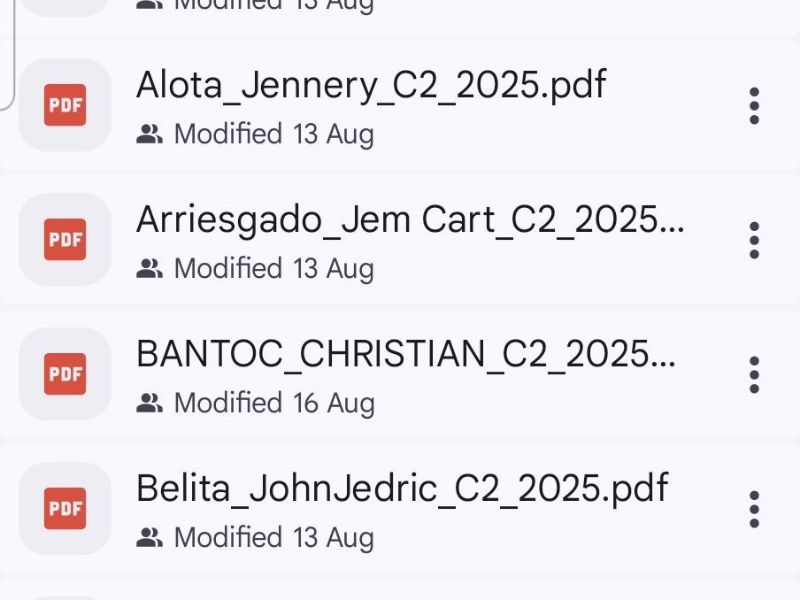 Modified 13 Aug
PDF
Alota_Jennery_C2_2025.pdf
Modified 13 Aug
PDF
Arriesgado_Jem Cart_C2_2025...
Modified 13 Aug
PDF
BANTOC_CHRISTIAN_C2_2025...
Modified 16 Aug
PDF
Belita_JohnJedric_C2_2025.pdf
Modified 13 Aug